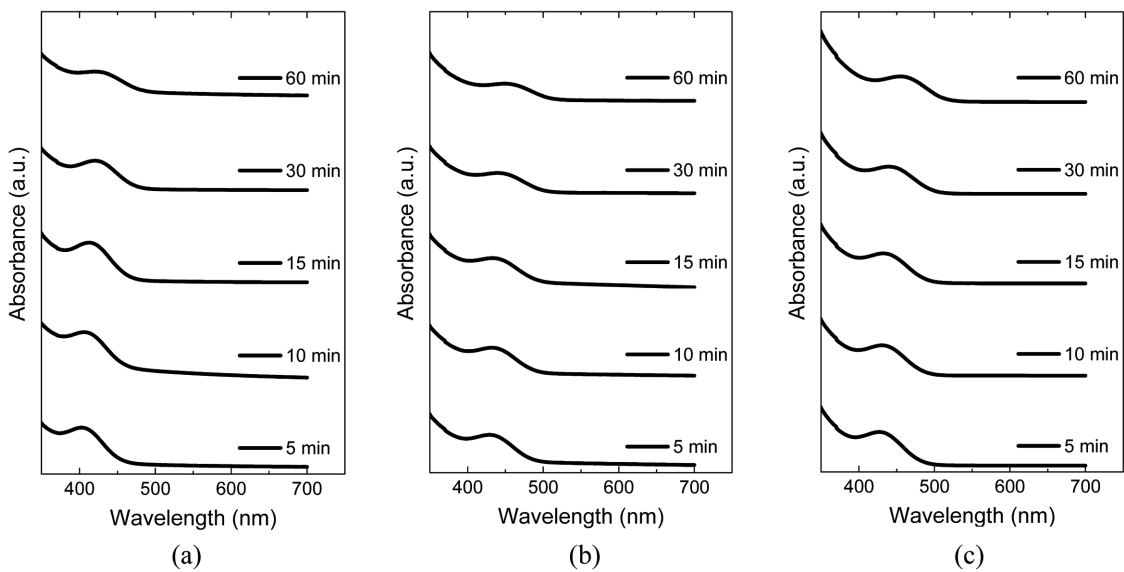 Absorbance (a.u.)
60 min
30 min
15 min
10 min
5 min
400 500 600 700
Wavelength (nm)
(a)
Absorbance (a.u.)
60 min
30 min
15 min
10 min
5 min
400 500 600 700
Wavelength (nm)
(b)
Absorbance (a.u.)
60 min
30 min
15 min
10 min
5 min
400 500 600 700
Wavelength (nm)
(c)